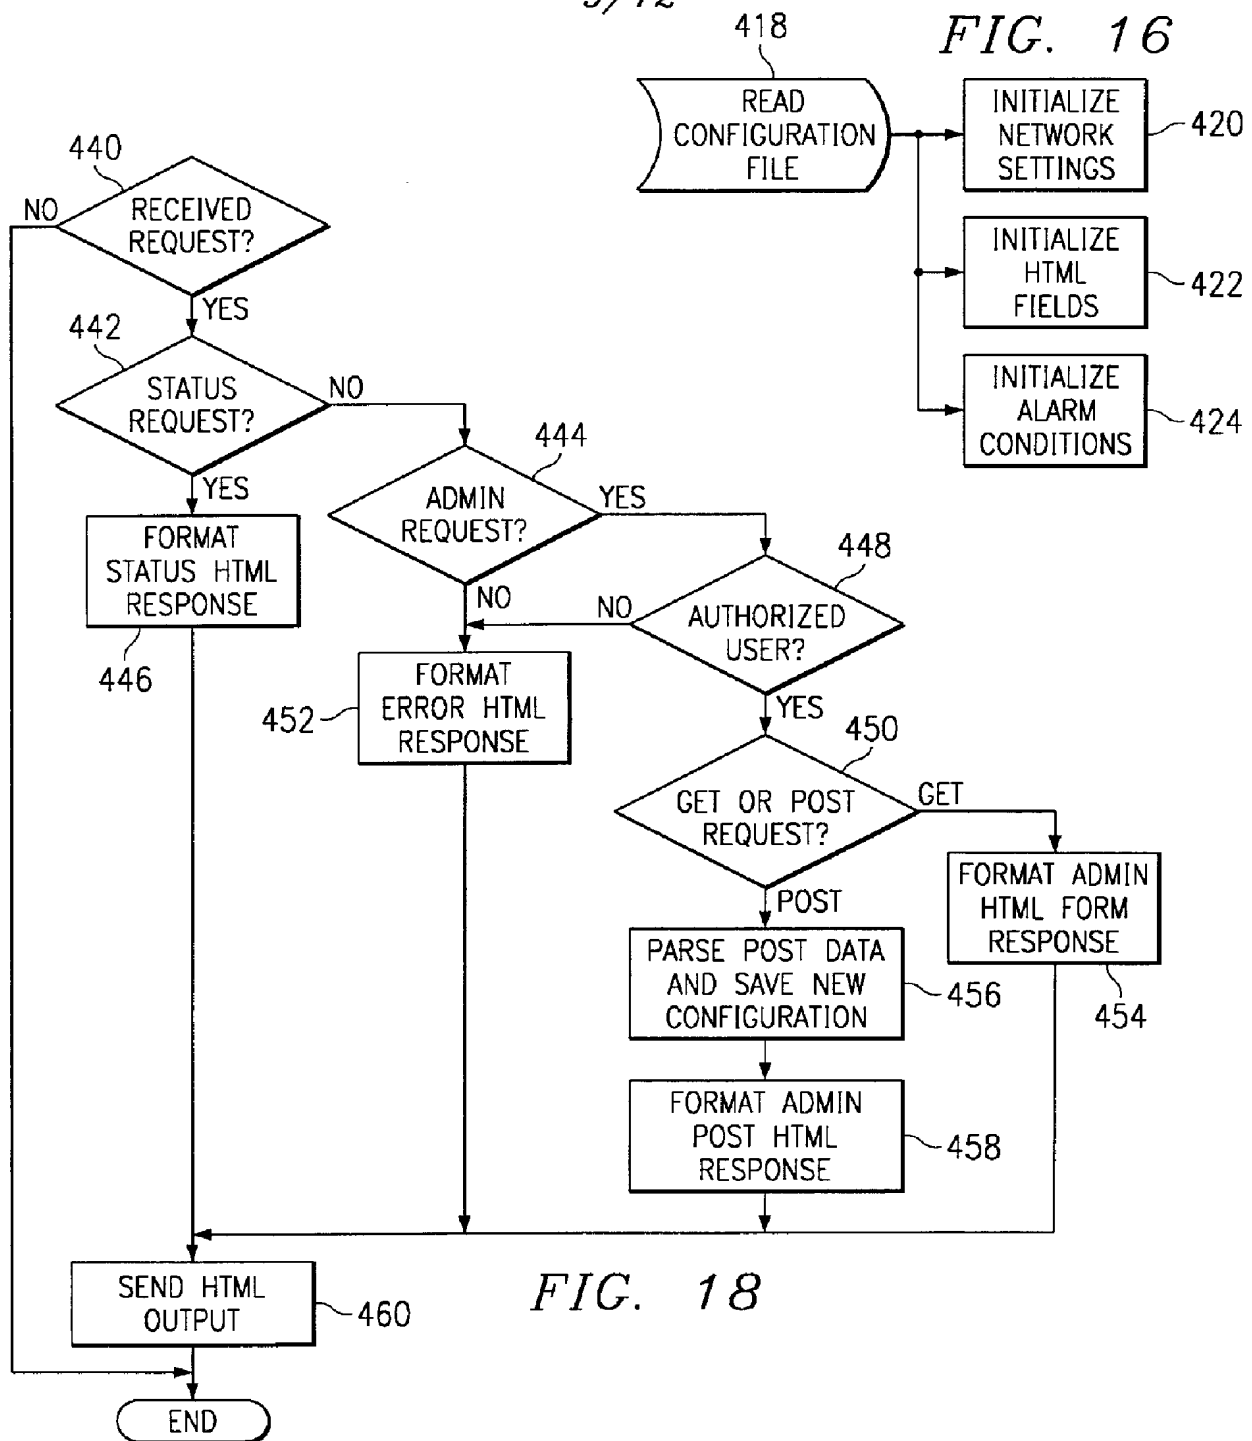 418
FIG. 16
READ
CONFIGURATION
FILE
INITIALIZE
NETWORK
SETTINGS
420
INITIALIZE
HTML
FIELDS
422
INITIALIZE
ALARM
CONDITIONS
424
440
NO
RECEIVED
REQUEST?
YES
442
STATUS
REQUEST?
NO
YES
444
ADMIN
REQUEST?
YES
NO
FORMAT
STATUS HTML
RESPONSE
446
448
AUTHORIZED
USER?
NO
YES
FORMAT
ERROR HTML
RESPONSE
452
450
GET OR POST
REQUEST?
GET
POST
FORMAT ADMIN
HTML FORM
RESPONSE
454
PARSE POST DATA
AND SAVE NEW
CONFIGURATION
456
FORMAT ADMIN
POST HTML
RESPONSE
458
SEND HTML
OUTPUT
460
FIG. 18
END